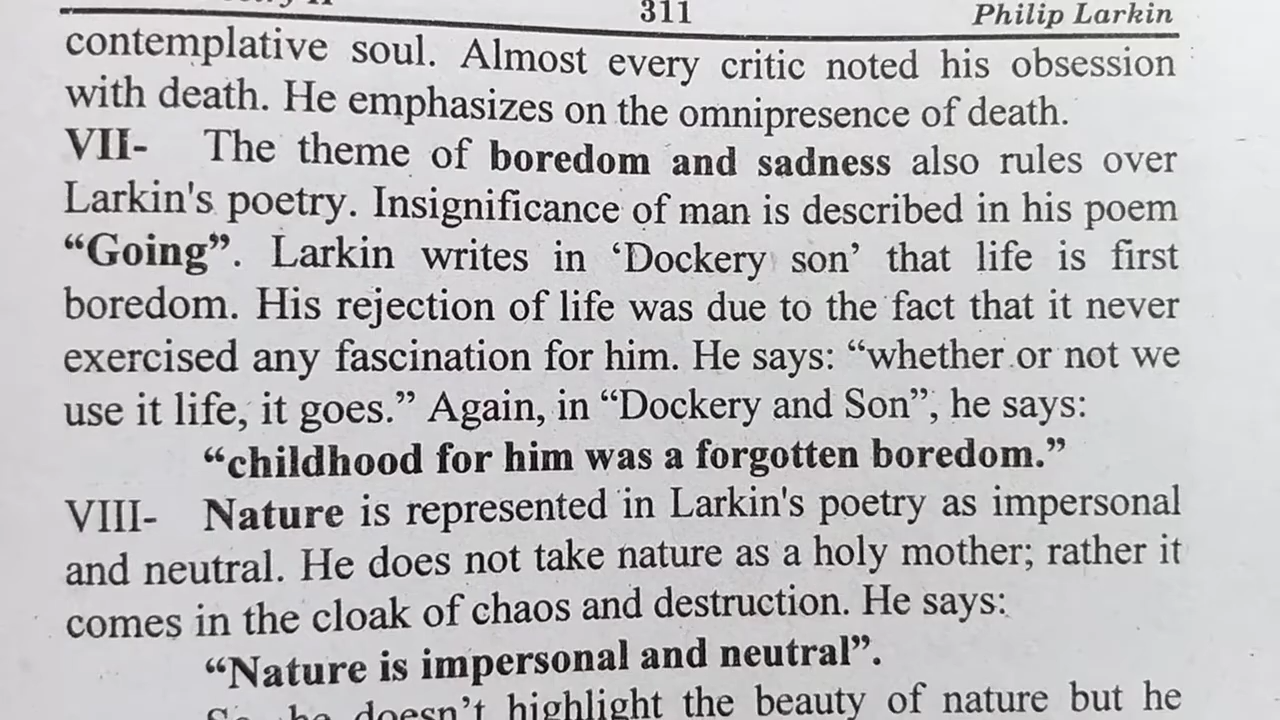 311 Philip Larkin
contemplative soul. Almost every critic noted his obsession
with death. He emphasizes on the omnipresence of death.
VII- The theme of boredom and sadness also rules over
Larkin's poetry. Insignificance of man is described in his poem
“Going”. Larkin writes in ‘Dockery son’ that life is first
boredom. His rejection of life was due to the fact that it never
exercised any fascination for him. He says: “whether or not we
use it life, it goes.” Again, in “Dockery and Son”, he says:
“childhood for him was a forgotten boredom.”
VIII- Nature is represented in Larkin's poetry as impersonal
and neutral. He does not take nature as a holy mother; rather it
comes in the cloak of chaos and destruction. He says:
“Nature is impersonal and neutral”.
So he doesn’t highlight the beauty of nature but he